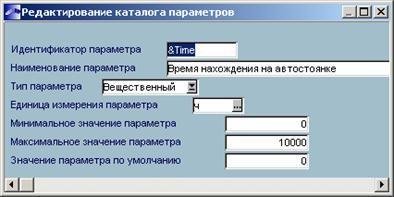 Редактирование каталога параметров
Идентификатор параметра &Time
Наименование параметра Время нахождения на автостоянке
Тип параметра Вещественный
Единица измерения параметра ч ...
Минимальное значение параметра 0
Максимальное значение параметра 10000
Значение параметра по умолчанию 0